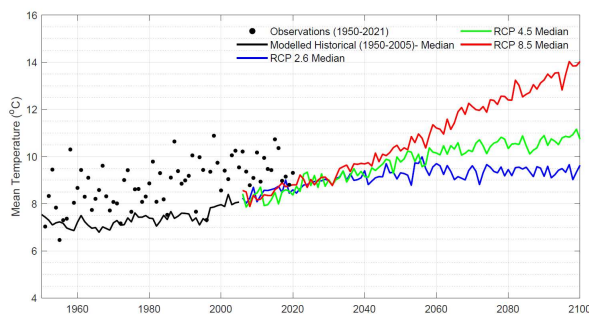 Observations (1950-2021)
Modelled Historical (1950-2005)- Median
RCP 2.6 Median
RCP 4.5 Median
RCP 8.5 Median
Mean Temperature (°C)
16
14
12
10
8
6
4
1960 1980 2000 2020 2040 2060 2080 2100